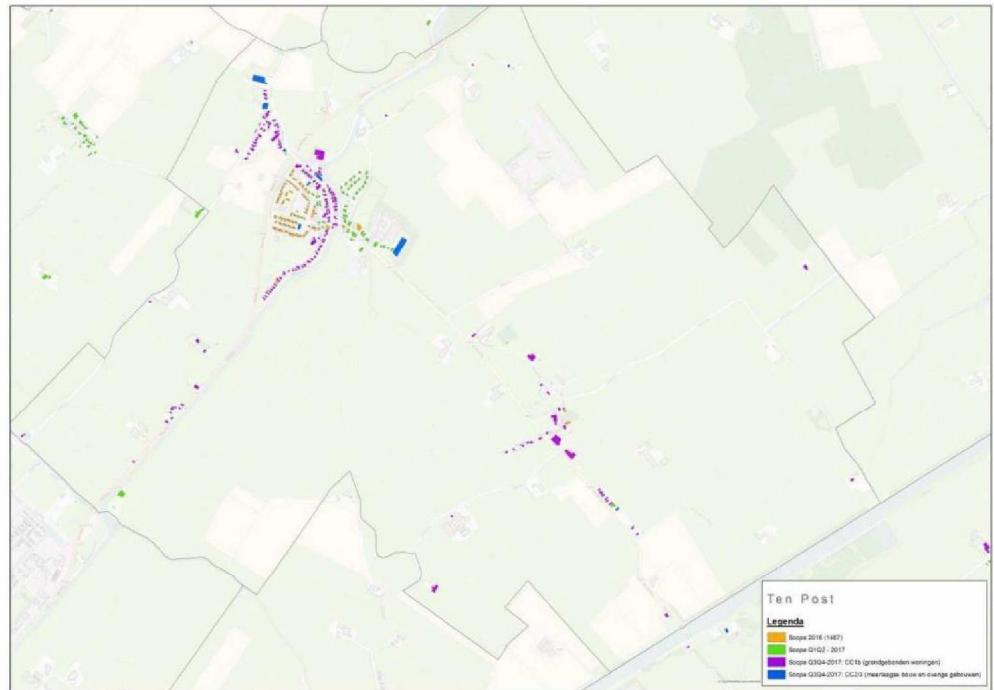 Ten Post
Legenda
Scope 2016 (1467)
Scope Q1Q2 - 2017
Scope Q3Q4-2017: CC1b (grondgebonden woningen)
Scope Q3Q4-2017: CC2/3 (meerlaagse bouw en overige gebouwen)